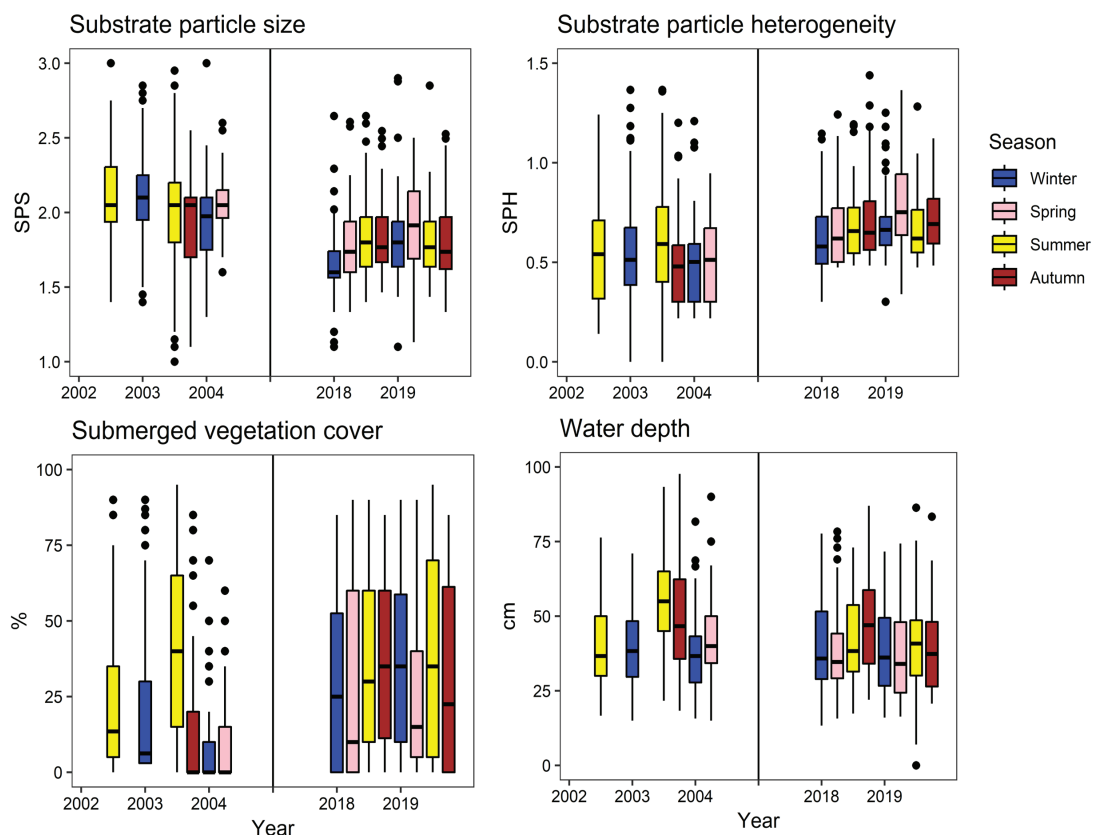 Substrate particle size
Substrate particle heterogeneity
3.0
2.5
2.0
1.5
1.0
SPS
2002 2003 2004 2018 2019
1.5
1.0
0.5
0.0
SPH
2002 2003 2004 2018 2019
Season
Winter
Spring
Summer
Autumn
Submerged vegetation cover
Water depth
100
75
50
25
0
%
2002 2003 2004 2018 2019
Year
100
75
50
25
0
cm
2002 2003 2004 2018 2019
Year